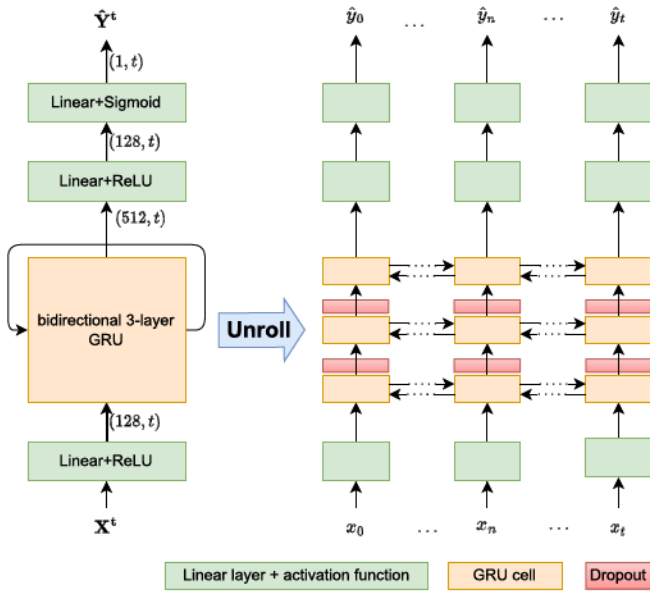 Ŷᵗ
(1, t)
Linear+Sigmoid
(128, t)
Linear+ReLU
(512, t)
bidirectional 3-layer
GRU
(128, t)
Linear+ReLU
Xᵗ
Unroll
ŷ₀ ... ŷₙ ... ŷₜ
x₀ ... xₙ ... xₜ
Linear layer + activation function
GRU cell
Dropout